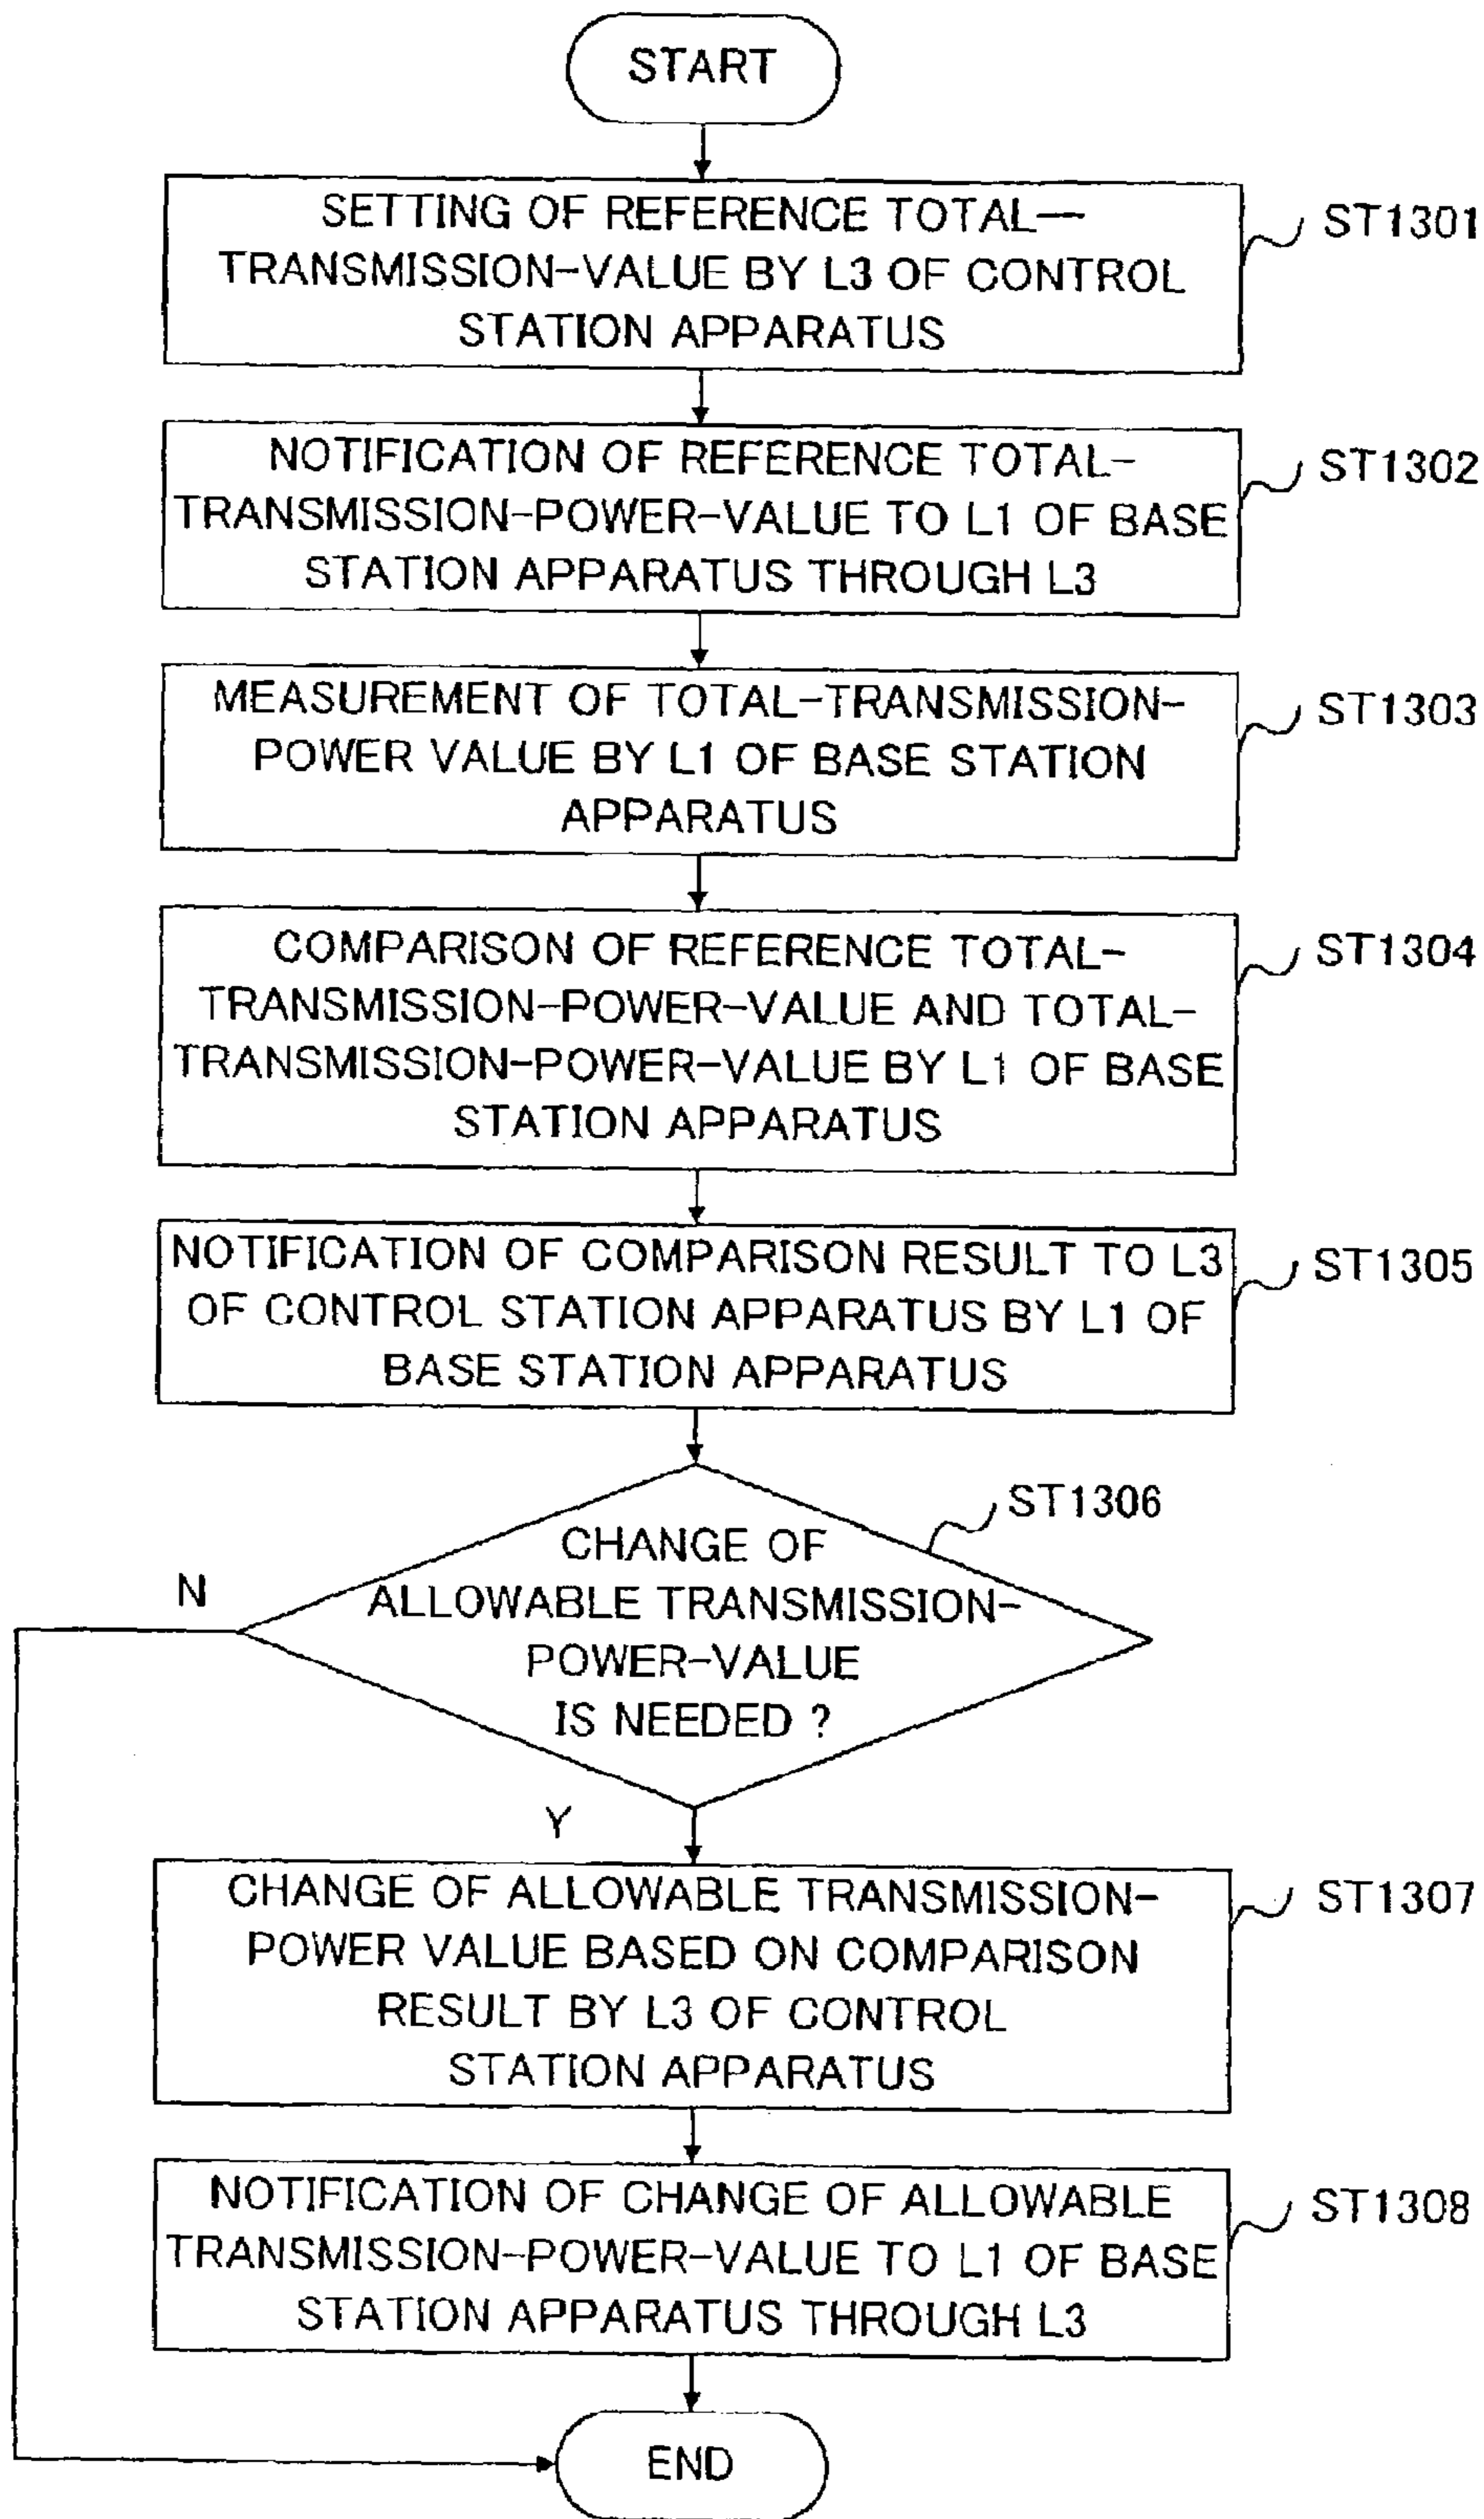 START
SETTING OF REFERENCE TOTAL—
TRANSMISSION-VALUE BY L3 OF CONTROL
STATION APPARATUS
ST1301
NOTIFICATION OF REFERENCE TOTAL-
TRANSMISSION-POWER-VALUE TO L1 OF BASE
STATION APPARATUS THROUGH L3
ST1302
MEASUREMENT OF TOTAL-TRANSMISSION-
POWER VALUE BY L1 OF BASE STATION
APPARATUS
ST1303
COMPARISON OF REFERENCE TOTAL-
TRANSMISSION-POWER-VALUE AND TOTAL-
TRANSMISSION-POWER-VALUE BY L1 OF BASE
STATION APPARATUS
ST1304
NOTIFICATION OF COMPARISON RESULT TO L3
OF CONTROL STATION APPARATUS BY L1 OF
BASE STATION APPARATUS
ST1305
CHANGE OF
ALLOWABLE TRANSMISSION-
POWER-VALUE
IS NEEDED ?
ST1306
N
Y
CHANGE OF ALLOWABLE TRANSMISSION-
POWER VALUE BASED ON COMPARISON
RESULT BY L3 OF CONTROL
STATION APPARATUS
ST1307
NOTIFICATION OF CHANGE OF ALLOWABLE
TRANSMISSION-POWER-VALUE TO L1 OF BASE
STATION APPARATUS THROUGH L3
ST1308
END